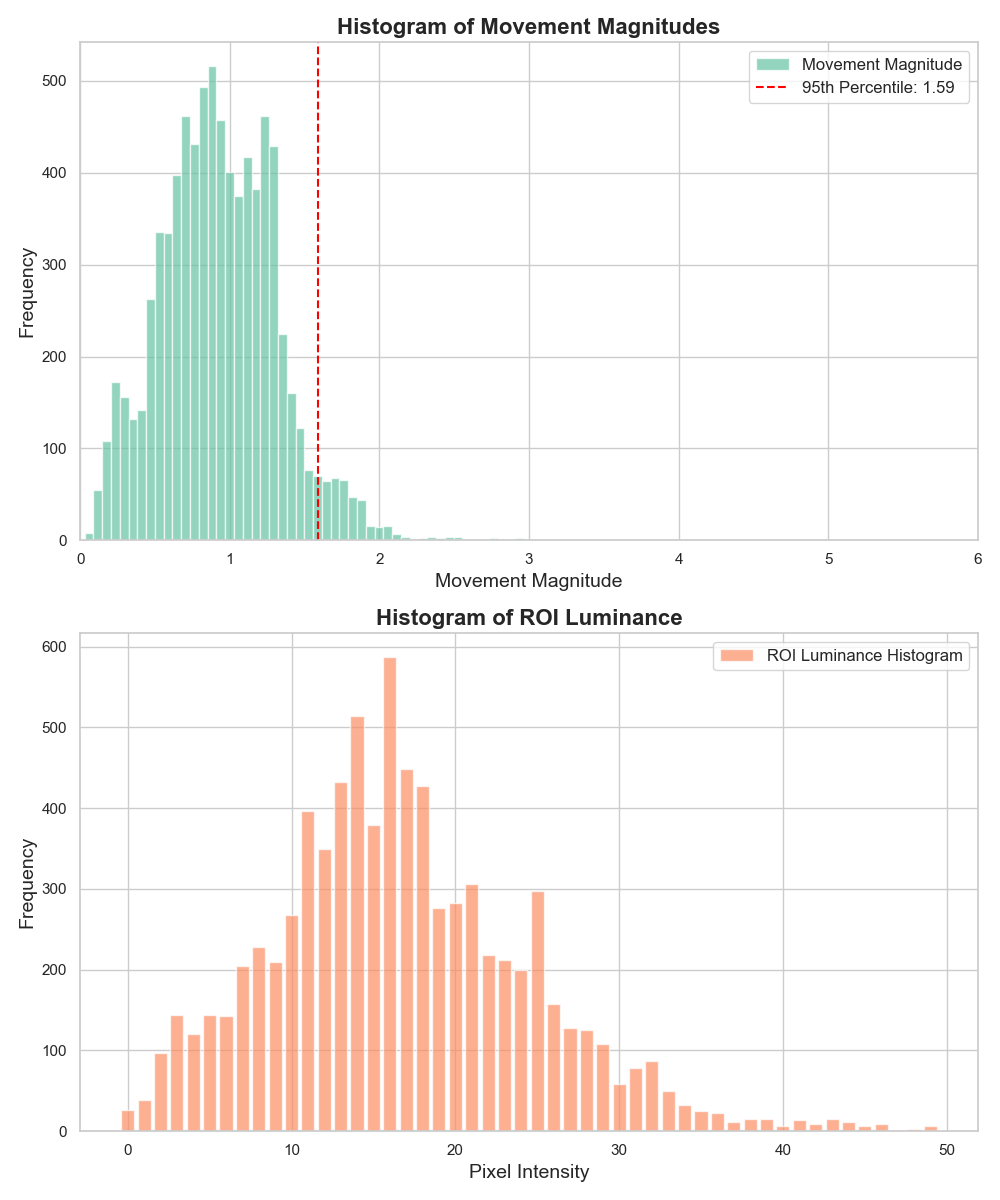 Histogram of Movement Magnitudes
Movement Magnitude
95th Percentile: 1.59
500
400
300
200
100
0
Frequency
0 1 2 3 4 5 6
Movement Magnitude
Histogram of ROI Luminance
ROI Luminance Histogram
600
500
400
300
200
100
0
Frequency
0 10 20 30 40 50
Pixel Intensity